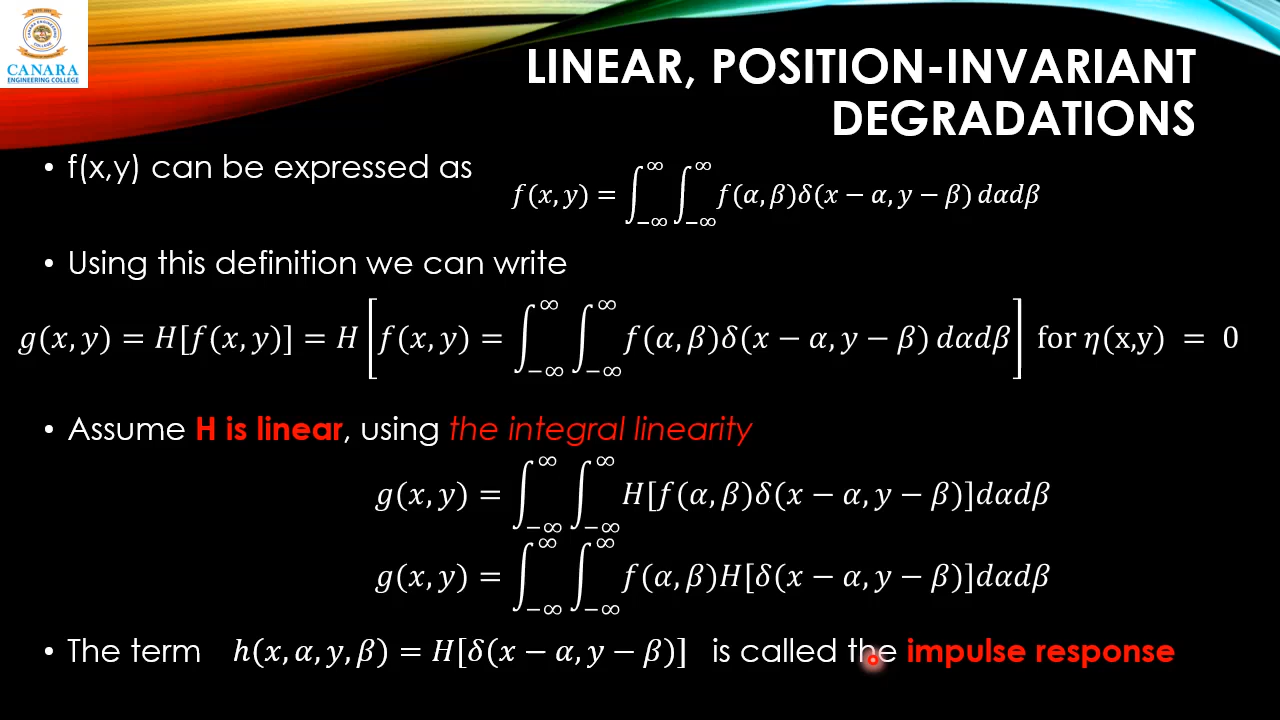 CANARA
ENGINEERING COLLEGE
LINEAR, POSITION-INVARIANT
DEGRADATIONS
• f(x,y) can be expressed as
f(x, y) = ∫_{−∞}^{∞} ∫_{−∞}^{∞} f(α, β)δ(x − α, y − β) dαdβ
• Using this definition we can write
g(x, y) = H[f(x, y)] = H [f(x, y) = ∫_{−∞}^{∞} ∫_{−∞}^{∞} f(α, β)δ(x − α, y − β) dαdβ] for η(x,y) = 0
• Assume H is linear, using the integral linearity
g(x, y) = ∫_{−∞}^{∞} ∫_{−∞}^{∞} H[f(α, β)δ(x − α, y − β)]dαdβ
g(x, y) = ∫_{−∞}^{∞} ∫_{−∞}^{∞} f(α, β)H[δ(x − α, y − β)]dαdβ
• The term h(x, α, y, β) = H[δ(x − α, y − β)] is called the impulse response